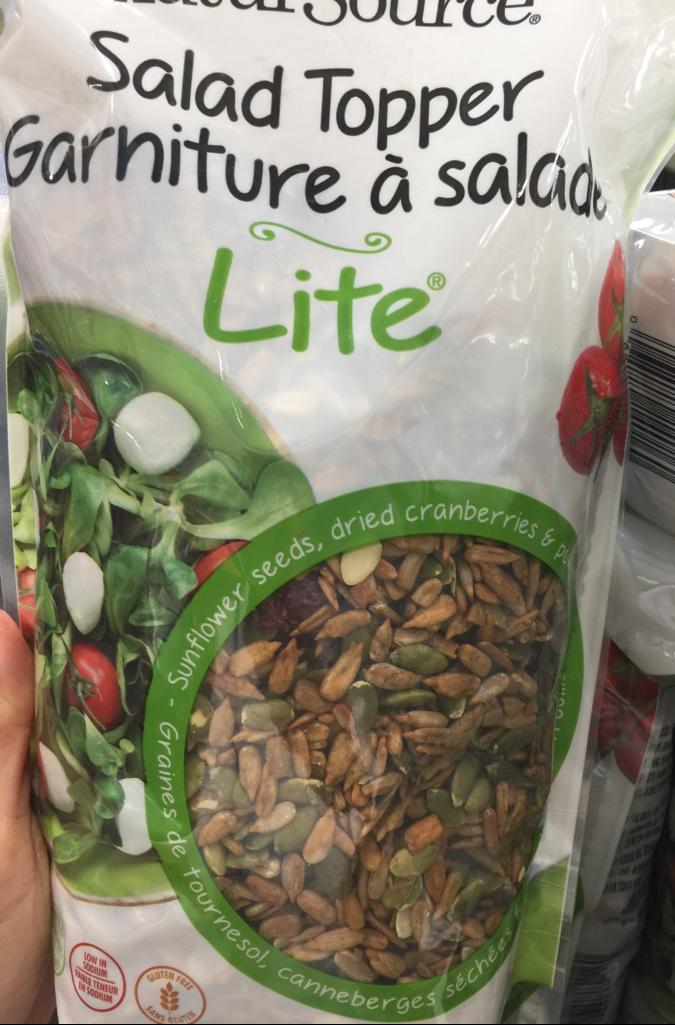 Source®
Salad Topper
Garniture à salade
Lite®
Sunflower seeds, dried cranberries &
- Graines de tournesol, canneberges séchées
LOW IN
SODIUM
FAIBLE TENEUR
EN SODIUM
GLUTEN FREE
SANS GLUTEN